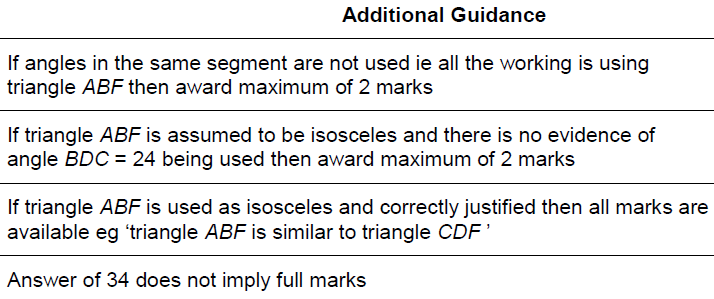 Additional Guidance
If angles in the same segment are not used ie all the working is using
triangle ABF then award maximum of 2 marks
If triangle ABF is assumed to be isosceles and there is no evidence of
angle BDC = 24 being used then award maximum of 2 marks
If triangle ABF is used as isosceles and correctly justified then all marks are
available eg ‘triangle ABF is similar to triangle CDF ’
Answer of 34 does not imply full marks